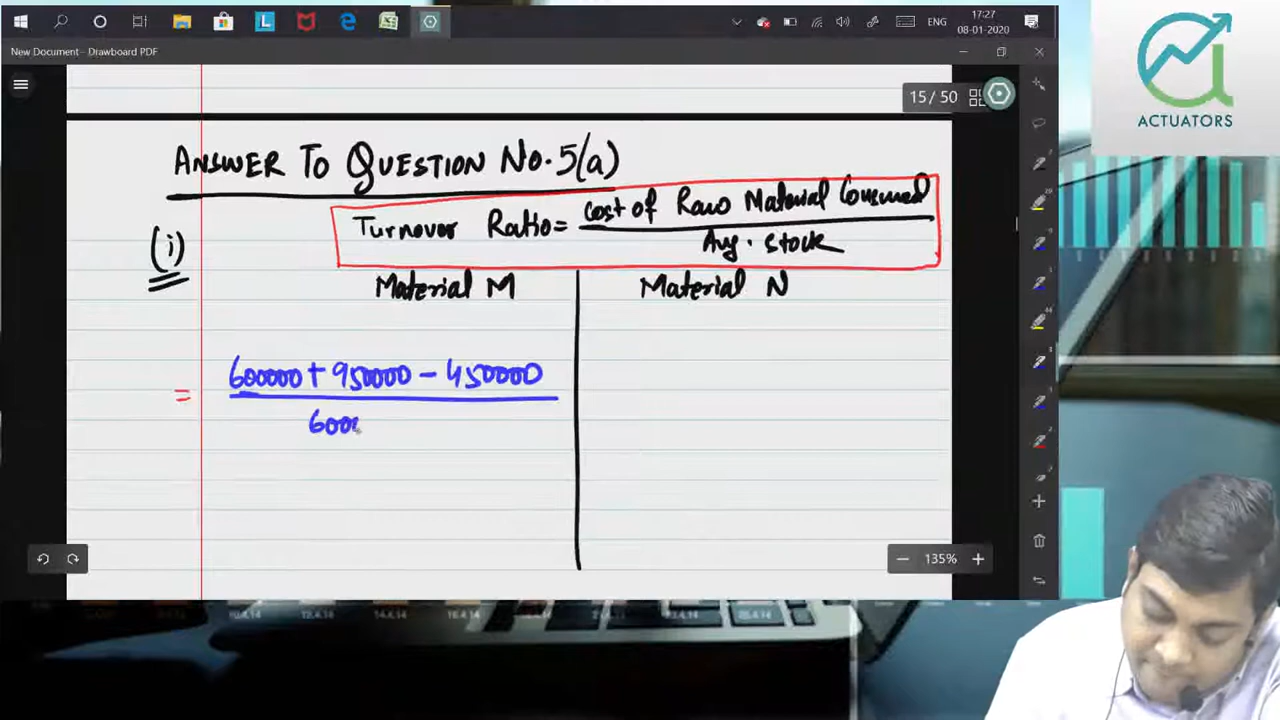 ENG
17:27
08-01-2020
New Document - Drawboard PDF
15 / 50
ACTUATORS
ANSWER TO QUESTION No. 5(a)
(i)
Turnover Ratio = Cost of Raw Material Consumed
Avg. stock
Material M
Material N
= 600000 + 950000 - 450000
600
135%